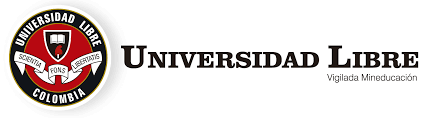 UNIVERSIDAD LIBRE
SCIENTIA FONS LIBERTATIS
COLOMBIA
UNIVERSIDAD LIBRE
Vigilada Mineducación